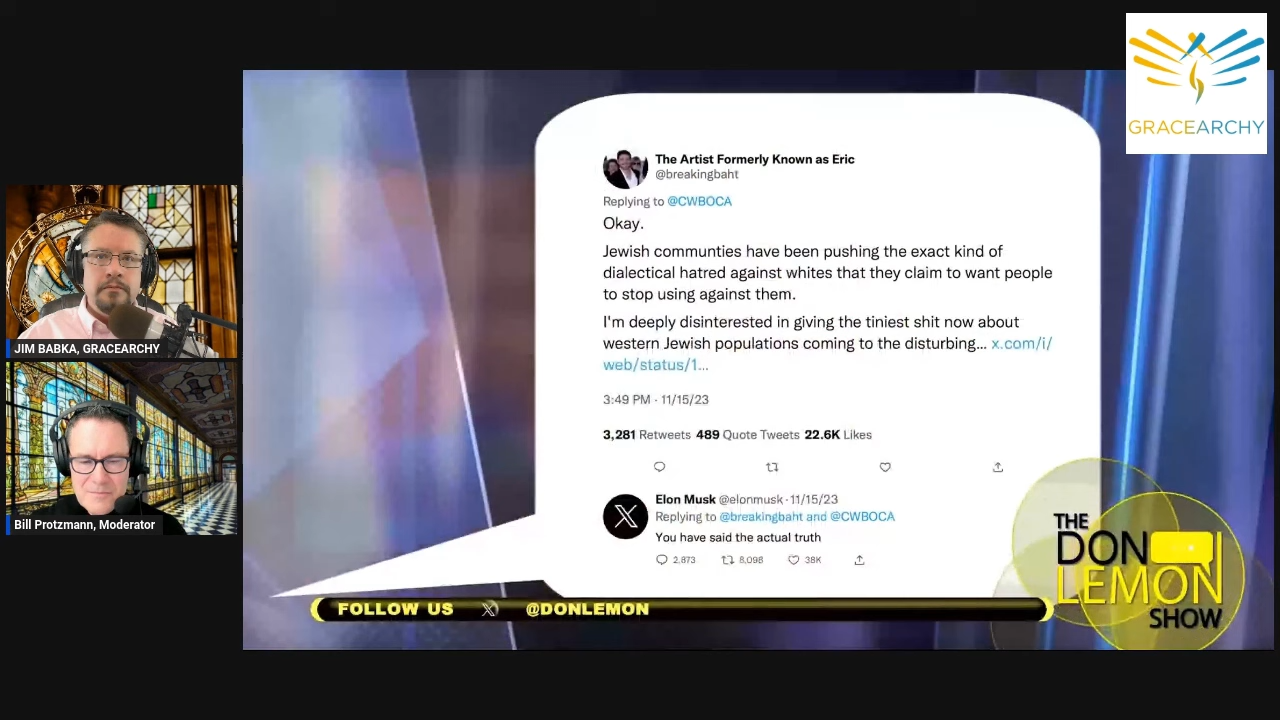 GRACEARCHY
The Artist Formerly Known as Eric
@breakingbaht
Replying to @CWBOCA
Okay.
Jewish communties have been pushing the exact kind of
dialectical hatred against whites that they claim to want people
to stop using against them.
I'm deeply disinterested in giving the tiniest shit now about
western Jewish populations coming to the disturbing... x.com/i/
web/status/1...
3:49 PM · 11/15/23
3,281 Retweets 489 Quote Tweets 22.6K Likes
Elon Musk @elonmusk · 11/15/23
Replying to @breakingbaht and @CWBOCA
You have said the actual truth
2,873 8,098 38K
JIM BABKA, GRACEARCHY
Bill Protzmann, Moderator
FOLLOW US X @DONLEMON
THE
DON
LEMON
SHOW